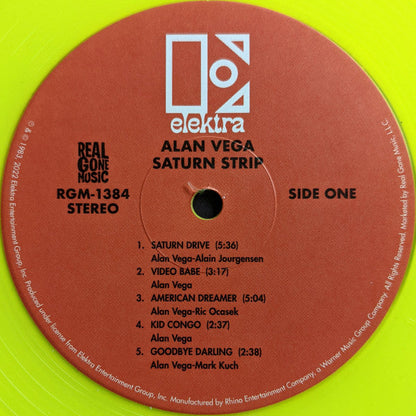 elektra
ALAN VEGA
SATURN STRIP
REAL
GONE
MUSIC
RGM-1384
STEREO
SIDE ONE
1. SATURN DRIVE (5:36)
Alan Vega-Alain Jourgensen
2. VIDEO BABE (3:17)
Alan Vega
3. AMERICAN DREAMER (5:04)
Alan Vega-Ric Ocasek
4. KID CONGO (2:37)
Alan Vega
5. GOODBYE DARLING (2:38)
Alan Vega-Mark Kuch
℗ & © 1983, 2022 Elektra Entertainment Group, Inc. Produced under license from Elektra Entertainment Group, Inc. Manufactured by Rhino Entertainment Company, a Warner Music Group Company. All Rights Reserved. Marketed by Real Gone Music, LLC.